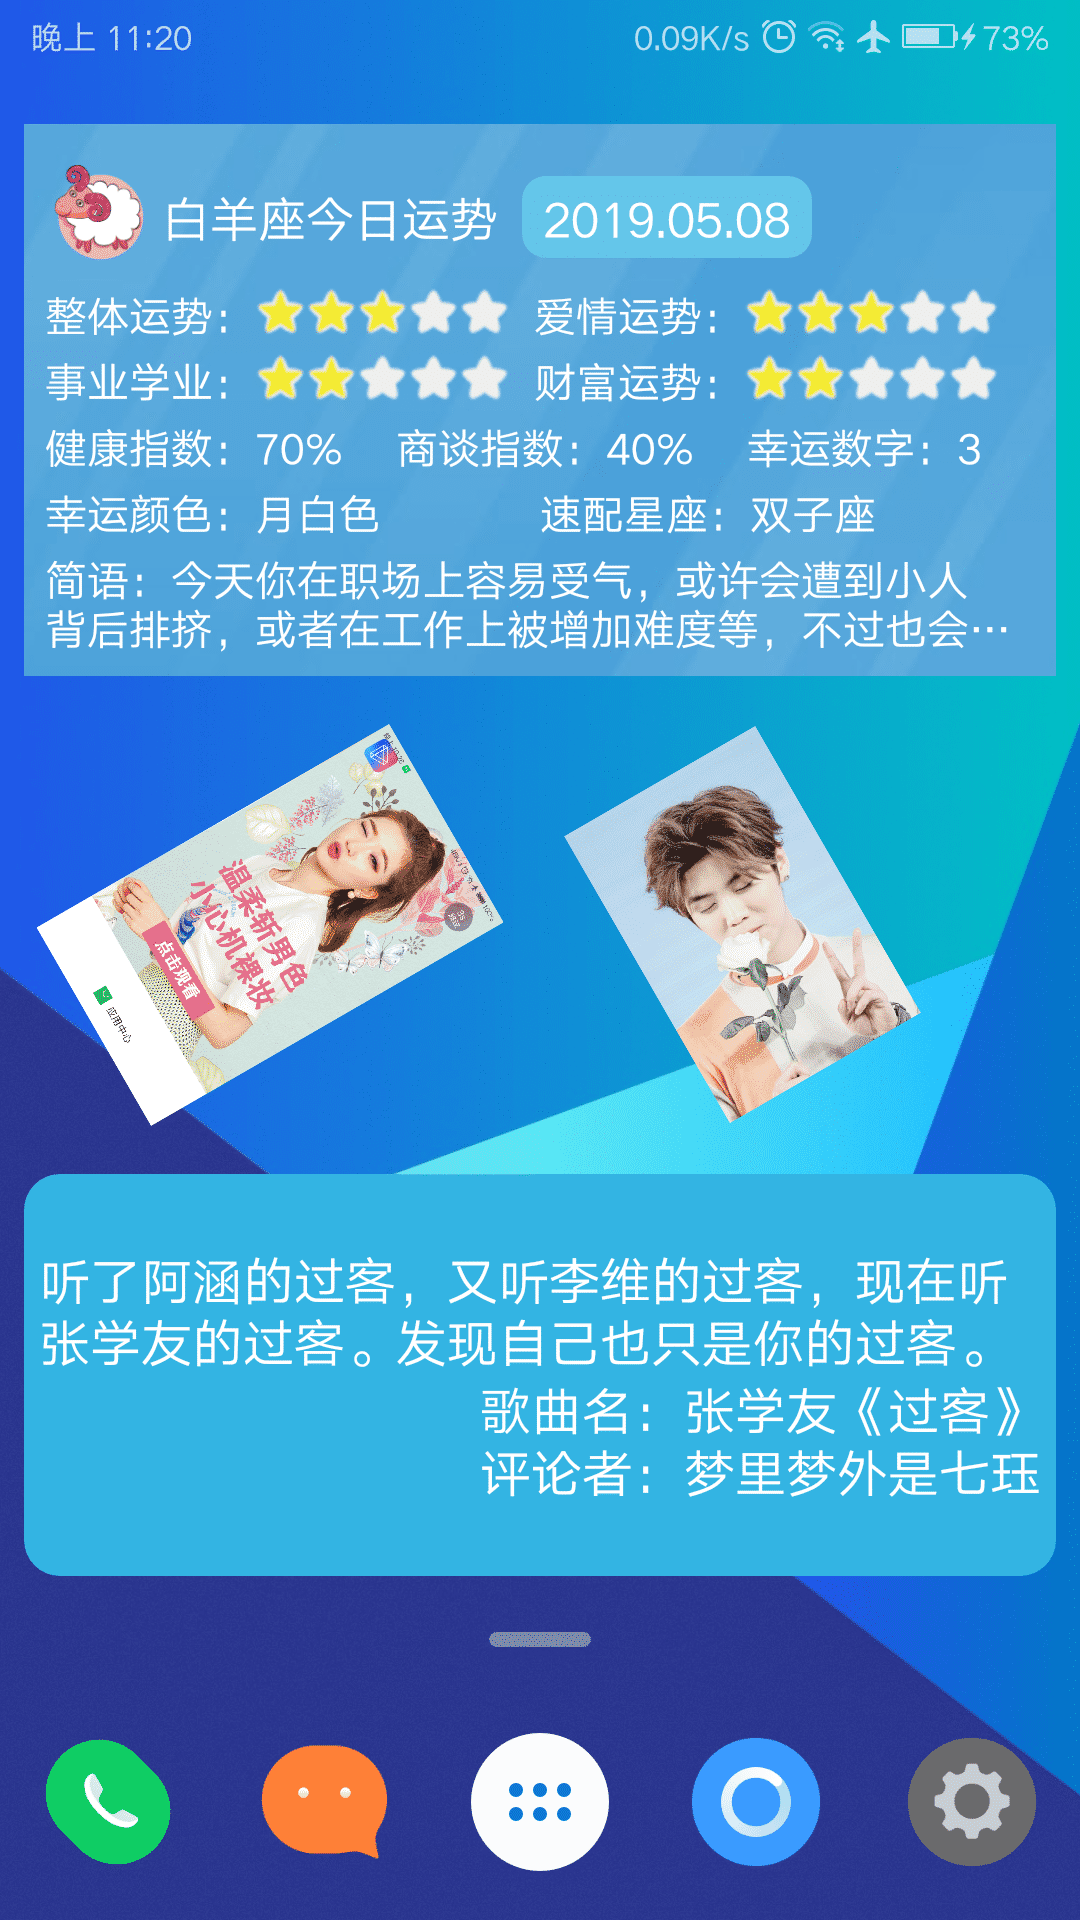 晚上 11:20
0.09K/s 73%
白羊座今日运势 2019.05.08
整体运势： 爱情运势：
事业学业： 财富运势：
健康指数：70% 商谈指数：40% 幸运数字：3
幸运颜色：月白色 速配星座：双子座
简语：今天你在职场上容易受气，或许会遭到小人
背后排挤，或者在工作上被增加难度等，不过也会…
温柔斩男色
小心机裸妆
点击观看
应用中心
听了阿涵的过客，又听李维的过客，现在听
张学友的过客。发现自己也只是你的过客。
歌曲名：张学友《过客》
评论者：梦里梦外是七珏